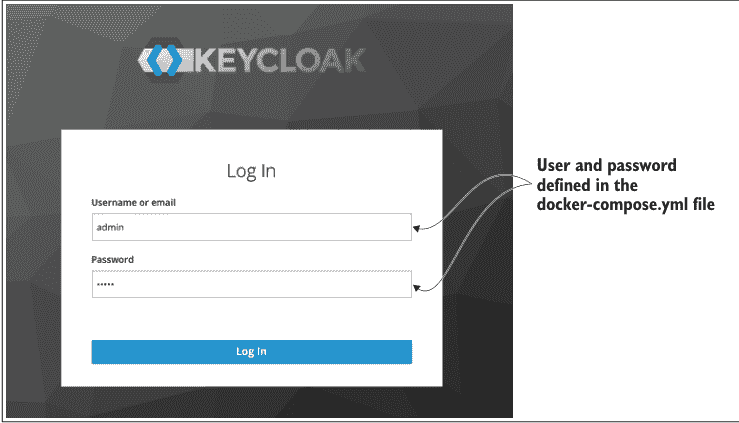 KEYCLOAK
Log In
Username or email
admin
Password
•••••
Log In
User and password
defined in the
docker-compose.yml file